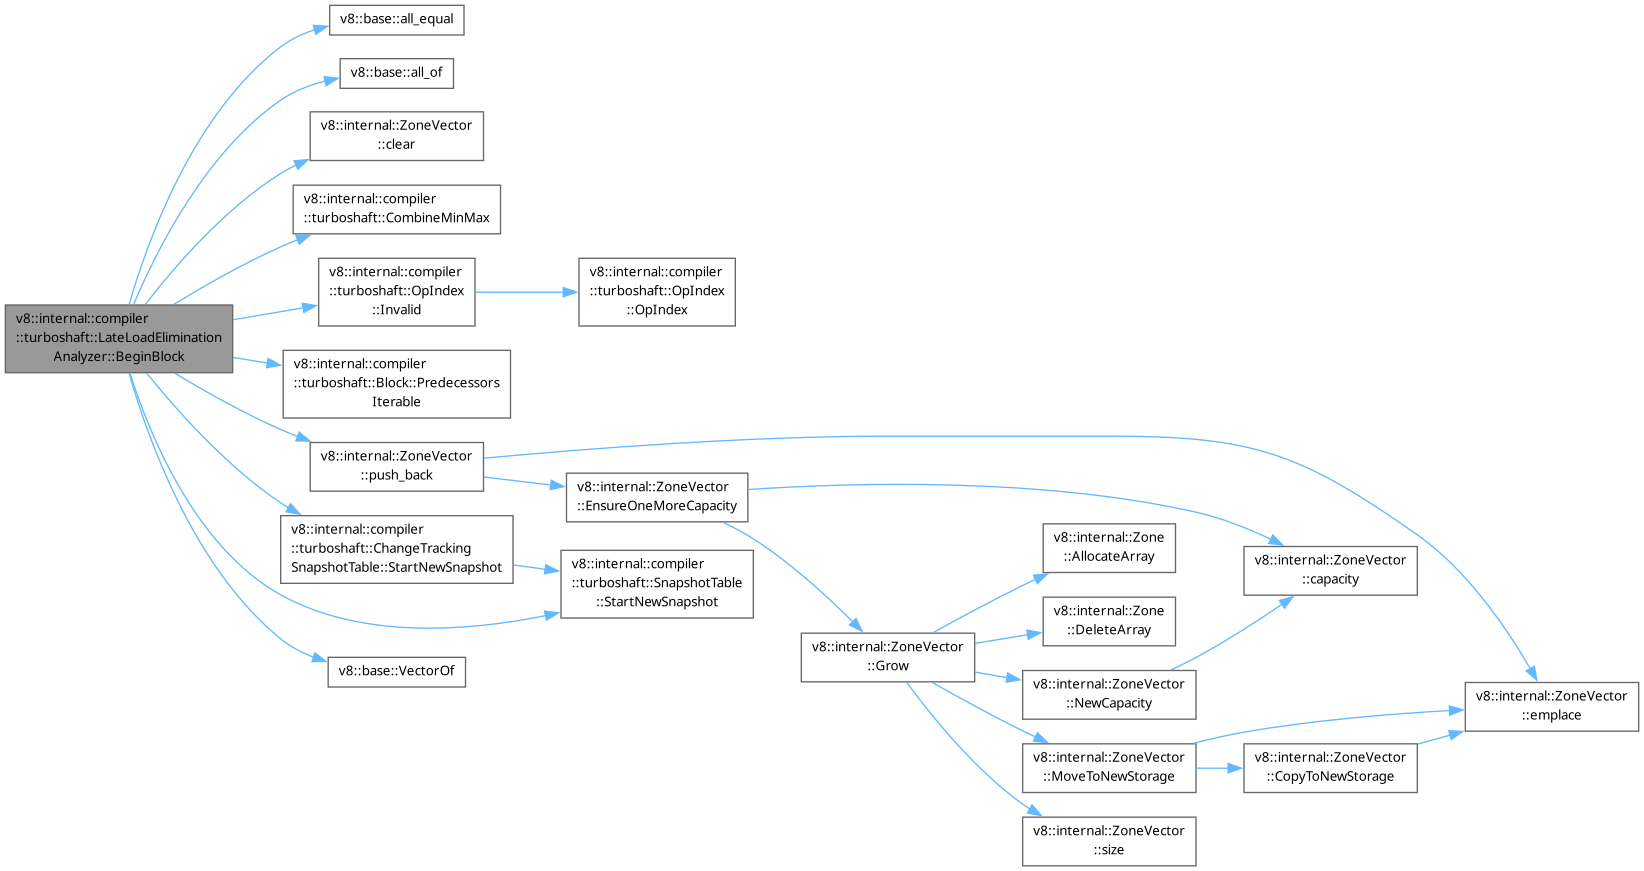 v8::base::all_equal
v8::base::all_of
v8::internal::ZoneVector
::clear
v8::internal::compiler
::turboshaft::CombineMinMax
v8::internal::compiler
::turboshaft::OpIndex
::Invalid
v8::internal::compiler
::turboshaft::OpIndex
::OpIndex
v8::internal::compiler
::turboshaft::LateLoadElimination
Analyzer::BeginBlock
v8::internal::compiler
::turboshaft::Block::Predecessors
Iterable
v8::internal::ZoneVector
::push_back
v8::internal::ZoneVector
::EnsureOneMoreCapacity
v8::internal::compiler
::turboshaft::ChangeTracking
SnapshotTable::StartNewSnapshot
v8::internal::compiler
::turboshaft::SnapshotTable
::StartNewSnapshot
v8::internal::Zone
::AllocateArray
v8::internal::ZoneVector
::capacity
v8::internal::Zone
::DeleteArray
v8::internal::ZoneVector
::Grow
v8::base::VectorOf
v8::internal::ZoneVector
::NewCapacity
v8::internal::ZoneVector
::emplace
v8::internal::ZoneVector
::MoveToNewStorage
v8::internal::ZoneVector
::CopyToNewStorage
v8::internal::ZoneVector
::size